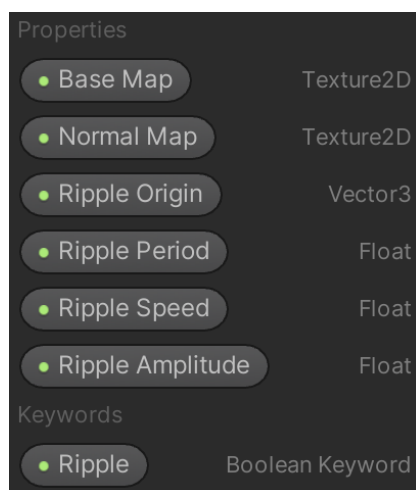 Properties
Base Map Texture2D
Normal Map Texture2D
Ripple Origin Vector3
Ripple Period Float
Ripple Speed Float
Ripple Amplitude Float
Keywords
Ripple Boolean Keyword